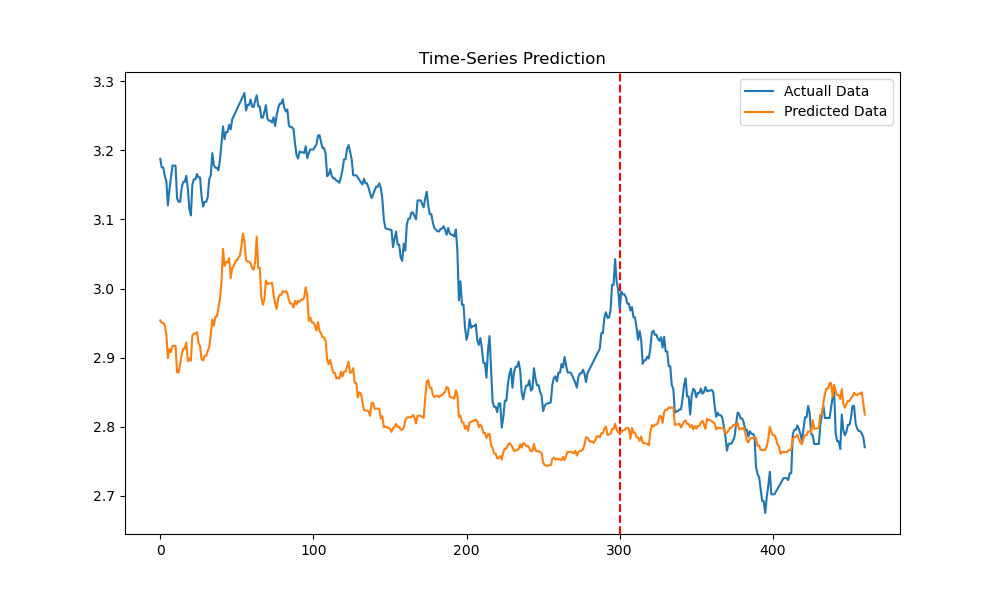 Time-Series Prediction
Actuall Data
Predicted Data
3.3
3.2
3.1
3.0
2.9
2.8
2.7
0 100 200 300 400